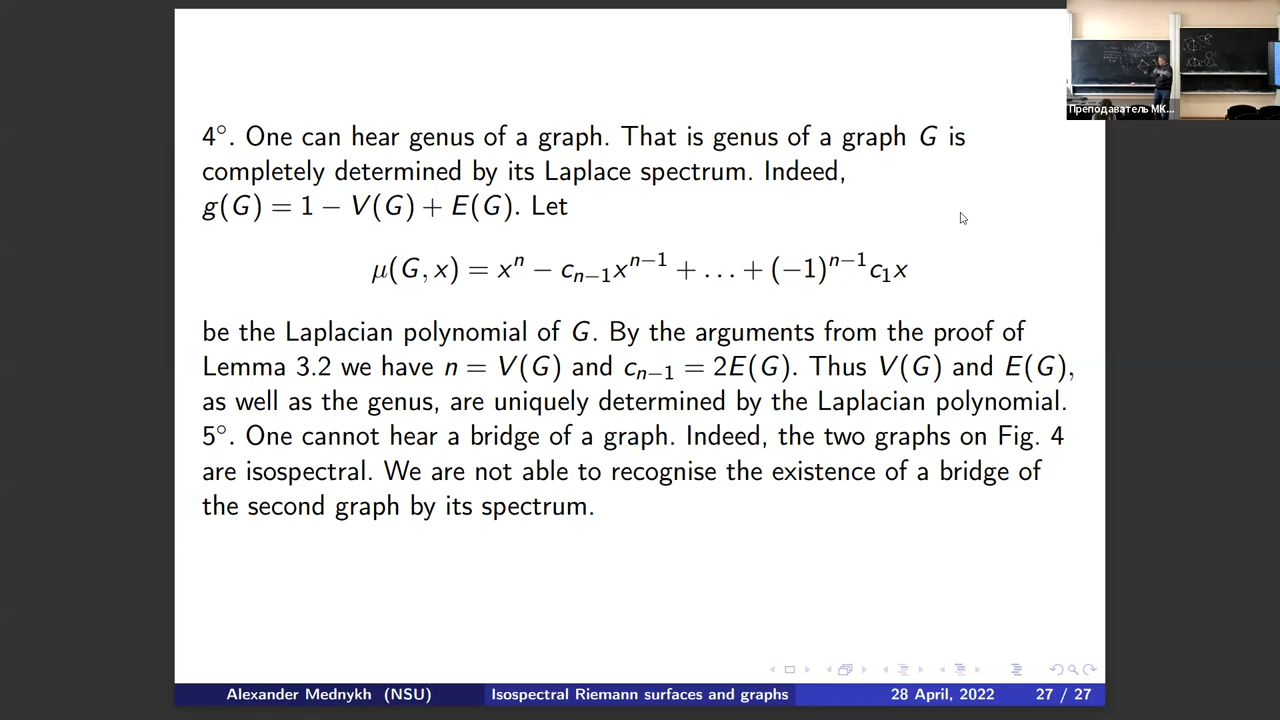 Преподаватель МК...
4°. One can hear genus of a graph. That is genus of a graph G is
completely determined by its Laplace spectrum. Indeed,
g(G) = 1 − V(G) + E(G). Let
μ(G, x) = xⁿ − cₙ₋₁xⁿ⁻¹ + … + (−1)ⁿ⁻¹c₁x
be the Laplacian polynomial of G. By the arguments from the proof of
Lemma 3.2 we have n = V(G) and cₙ₋₁ = 2E(G). Thus V(G) and E(G),
as well as the genus, are uniquely determined by the Laplacian polynomial.
5°. One cannot hear a bridge of a graph. Indeed, the two graphs on Fig. 4
are isospectral. We are not able to recognise the existence of a bridge of
the second graph by its spectrum.
Alexander Mednykh (NSU) Isospectral Riemann surfaces and graphs 28 April, 2022 27 / 27